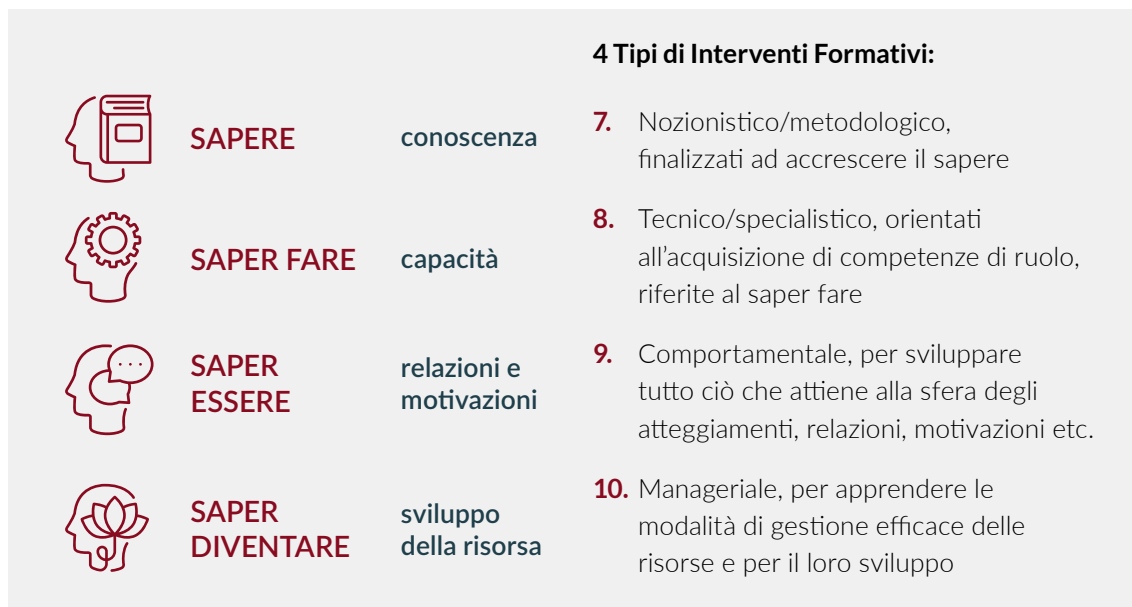 4 Tipi di Interventi Formativi:
SAPERE
conoscenza
7. Nozionistico/metodologico,
finalizzati ad accrescere il sapere
SAPER FARE
capacità
8. Tecnico/specialistico, orientati
all’acquisizione di competenze di ruolo,
riferite al saper fare
SAPER
ESSERE
relazioni e
motivazioni
9. Comportamentale, per sviluppare
tutto ciò che attiene alla sfera degli
atteggiamenti, relazioni, motivazioni etc.
SAPER
DIVENTARE
sviluppo
della risorsa
10. Manageriale, per apprendere le
modalità di gestione efficace delle
risorse e per il loro sviluppo